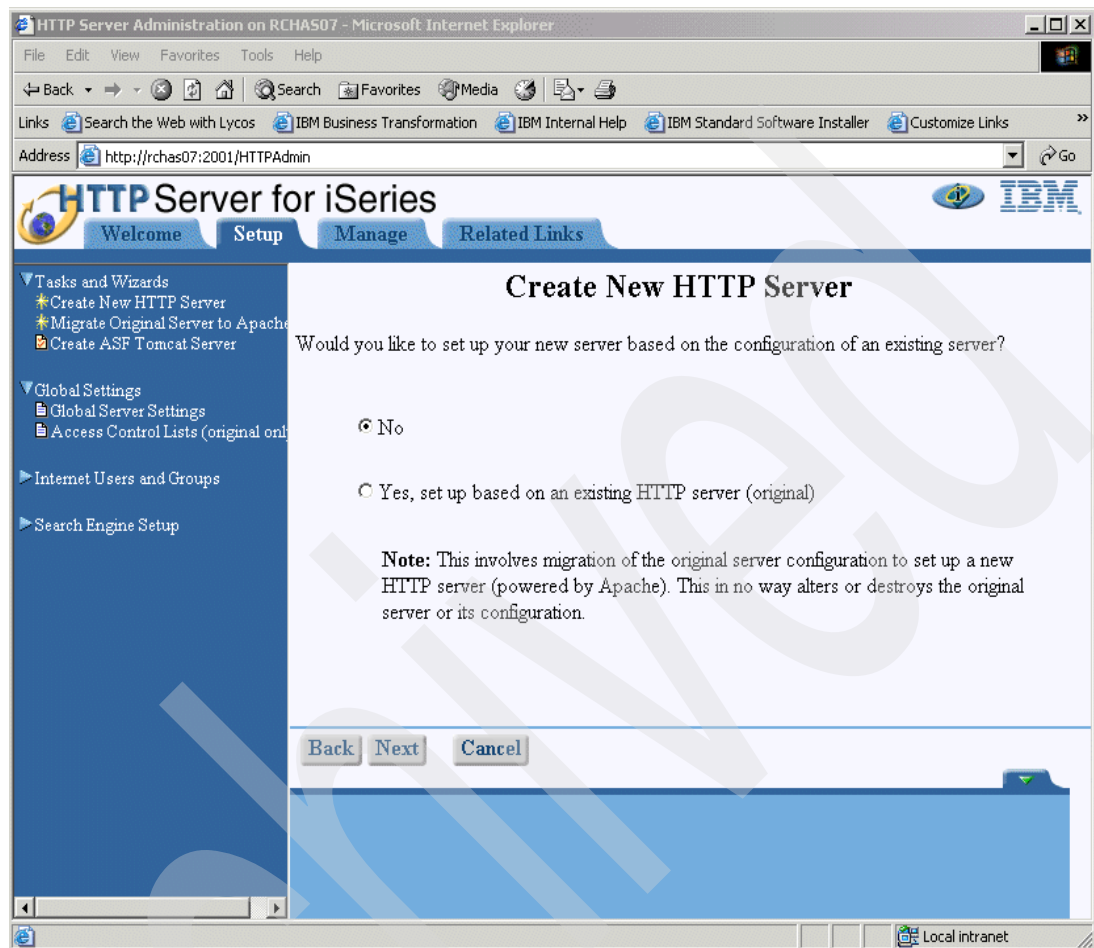 HTTP Server Administration on RCHAS07 - Microsoft Internet Explorer
File Edit View Favorites Tools Help
Back Search Favorites Media
Links Search the Web with Lycos IBM Business Transformation IBM Internal Help IBM Standard Software Installer Customize Links »
Address http://rchas07:2001/HTTPAdmin Go
HTTP Server for iSeries IBM
Welcome Setup Manage Related Links
Tasks and Wizards
Create New HTTP Server
Migrate Original Server to Apache
Create ASF Tomcat Server
Global Settings
Global Server Settings
Access Control Lists (original only
Internet Users and Groups
Search Engine Setup
Create New HTTP Server
Would you like to set up your new server based on the configuration of an existing server?
No
Yes, set up based on an existing HTTP server (original)
Note: This involves migration of the original server configuration to set up a new
HTTP server (powered by Apache). This in no way alters or destroys the original
server or its configuration.
Back Next Cancel
Local intranet
hived